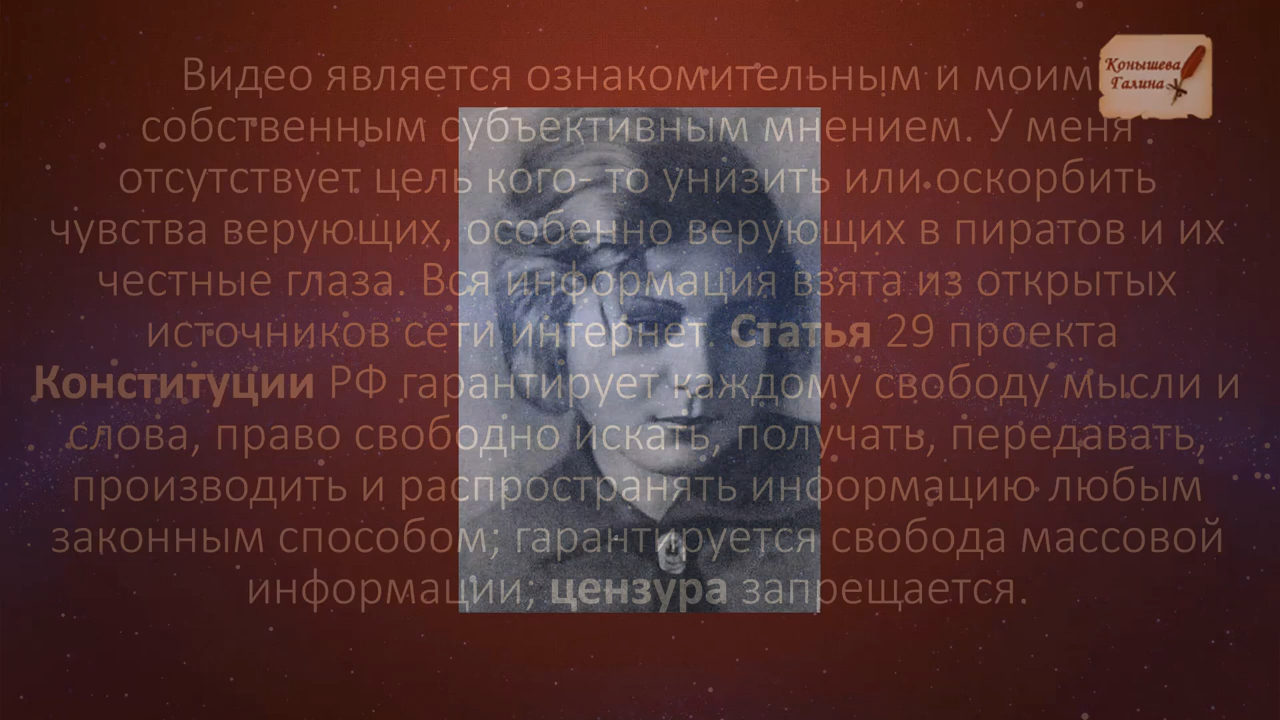 Видео является ознакомительным и моим
собственным субъективным мнением. У меня
отсутствует цель кого- то унизить или оскорбить
чувства верующих, особенно верующих в пиратов и их
честные глаза. Вся информация взята из открытых
источников сети интернет. Статья 29 проекта
Конституции РФ гарантирует каждому свободу мысли и
слова, право свободно искать, получать, передавать,
производить и распространять информацию любым
законным способом; гарантируется свобода массовой
информации; цензура запрещается.
Конышева
Галина